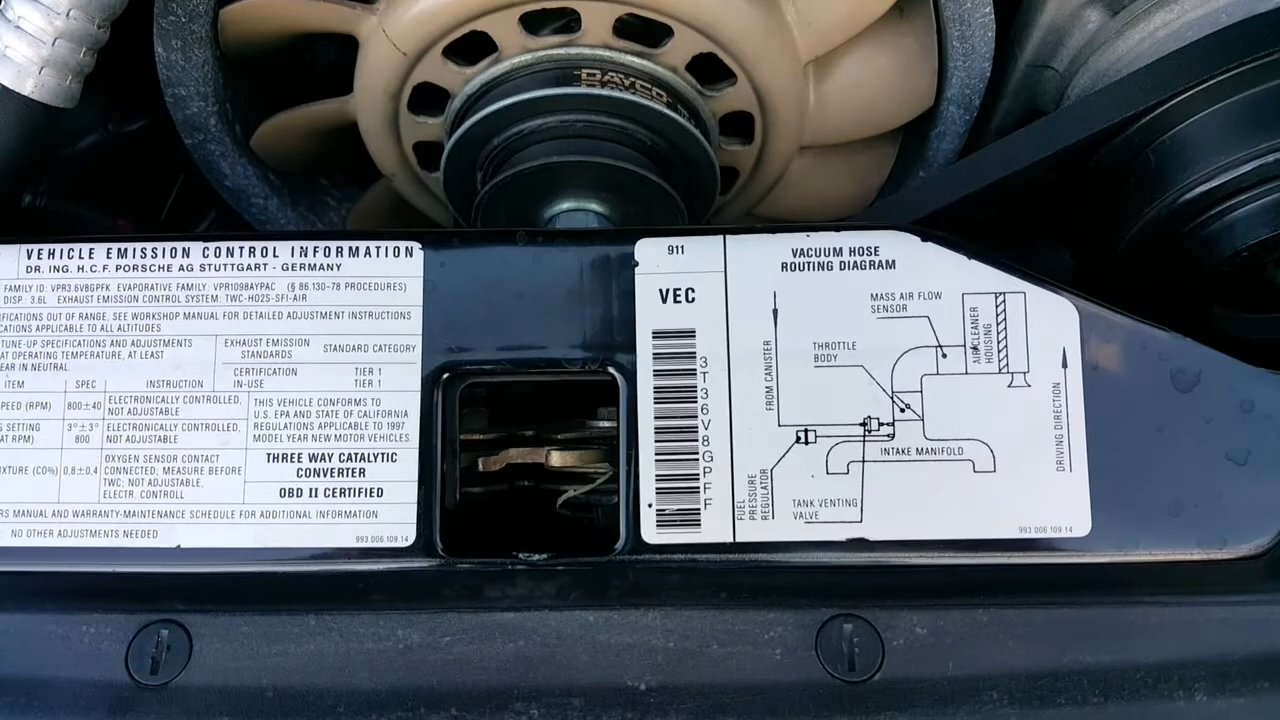 DAYCO
VEHICLE EMISSION CONTROL INFORMATION
DR. ING. H.C.F. PORSCHE AG STUTTGART - GERMANY
FAMILY ID: VPR3.6V8GPFK EVAPORATIVE FAMILY: VPR1098AYPAC (§ 86.130-78 PROCEDURES)
DISP: 3.6L EXHAUST EMISSION CONTROL SYSTEM: TWC-HO2S-SFI-AIR
OUT OF RANGE, SEE WORKSHOP MANUAL FOR DETAILED ADJUSTMENT INSTRUCTIONS
APPLICABLE TO ALL ALTITUDES
TUNE-UP SPECIFICATIONS AND ADJUSTMENTS
AT OPERATING TEMPERATURE, AT LEAST
IN NEUTRAL.
ITEM SPEC INSTRUCTION
(RPM) 800±40 ELECTRONICALLY CONTROLLED,
NOT ADJUSTABLE
SETTING 3°±3° ELECTRONICALLY CONTROLLED,
AT RPM) 800 NOT ADJUSTABLE
(CO%) 0,8±0,4 OXYGEN SENSOR CONTACT
CONNECTED; MEASURE BEFORE
TWC; NOT ADJUSTABLE,
ELECTR. CONTROLL
EXHAUST EMISSION STANDARDS STANDARD CATEGORY
CERTIFICATION TIER 1
IN-USE TIER 1
THIS VEHICLE CONFORMS TO
U.S. EPA AND STATE OF CALIFORNIA
REGULATIONS APPLICABLE TO 1997
MODEL YEAR NEW MOTOR VEHICLES
THREE WAY CATALYTIC
CONVERTER
OBD II CERTIFIED
MANUAL AND WARRANTY-MAINTENANCE SCHEDULE FOR ADDITIONAL INFORMATION
NO OTHER ADJUSTMENTS NEEDED
993.006.109.14
911
VEC
3T36V8GPFF
VACUUM HOSE
ROUTING DIAGRAM
MASS AIR FLOW
SENSOR
AIR CLEANER
HOUSING
THROTTLE
BODY
FROM CANISTER
INTAKE MANIFOLD
DRIVING DIRECTION
FUEL
PRESSURE
REGULATOR
TANK VENTING
VALVE
993.006.109.14